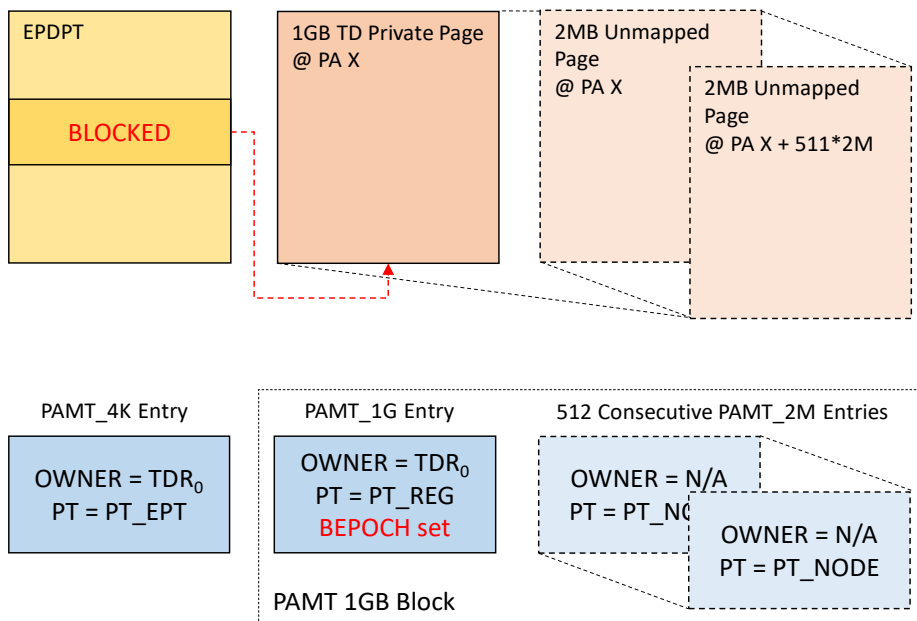 EPDPT
BLOCKED
1GB TD Private Page
@ PA X
2MB Unmapped
Page
@ PA X
2MB Unmapped
Page
@ PA X + 511*2M
PAMT_4K Entry
OWNER = TDR₀
PT = PT_EPT
PAMT_1G Entry
OWNER = TDR₀
PT = PT_REG
BEPOCH set
512 Consecutive PAMT_2M Entries
OWNER = N/A
PT =
OWNER = N/A
PT = PT_NODE
PAMT 1GB Block